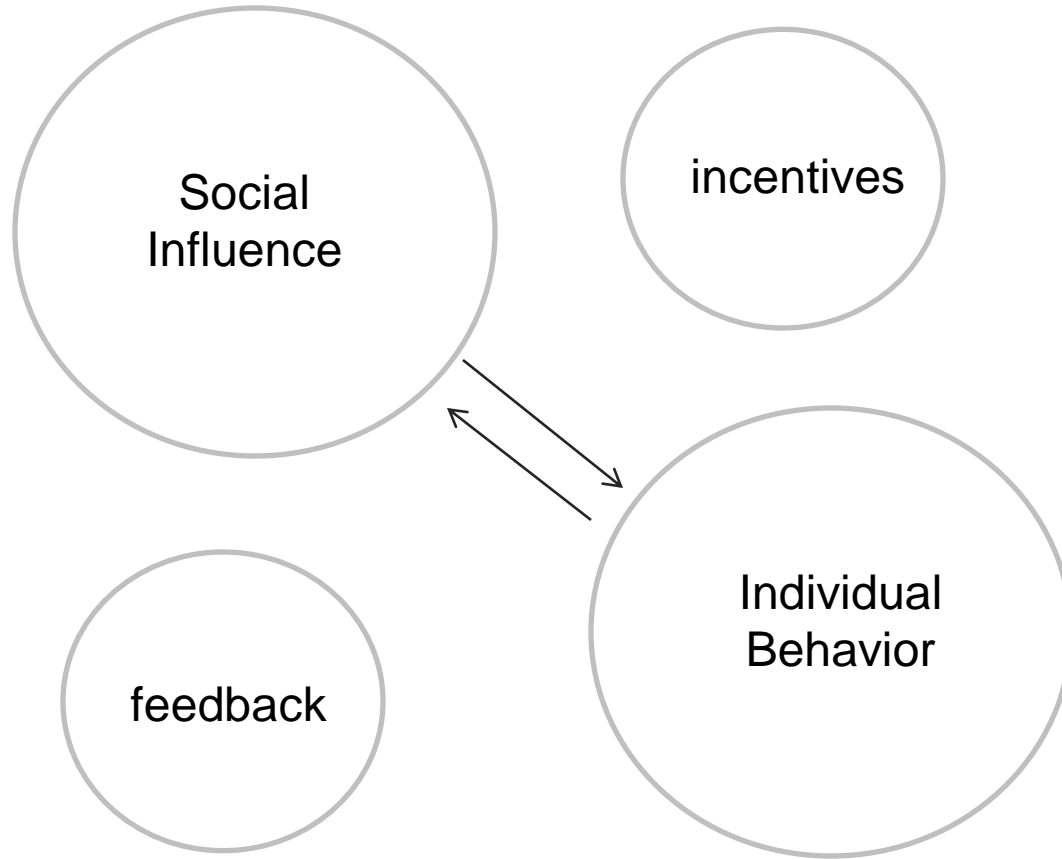 Social
Influence
incentives
Individual
Behavior
feedback